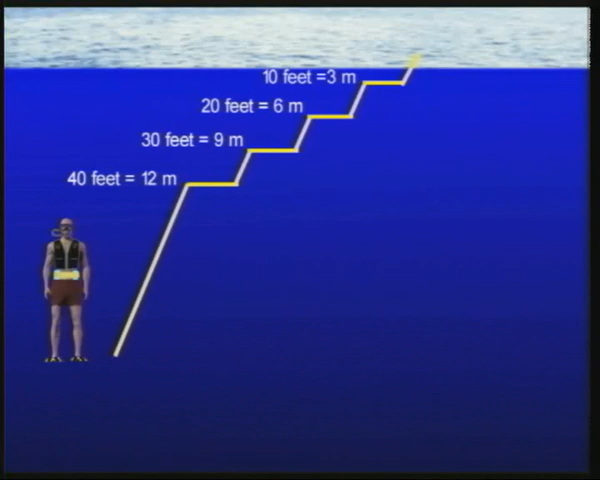 10 feet =3 m
20 feet = 6 m
30 feet = 9 m
40 feet = 12 m